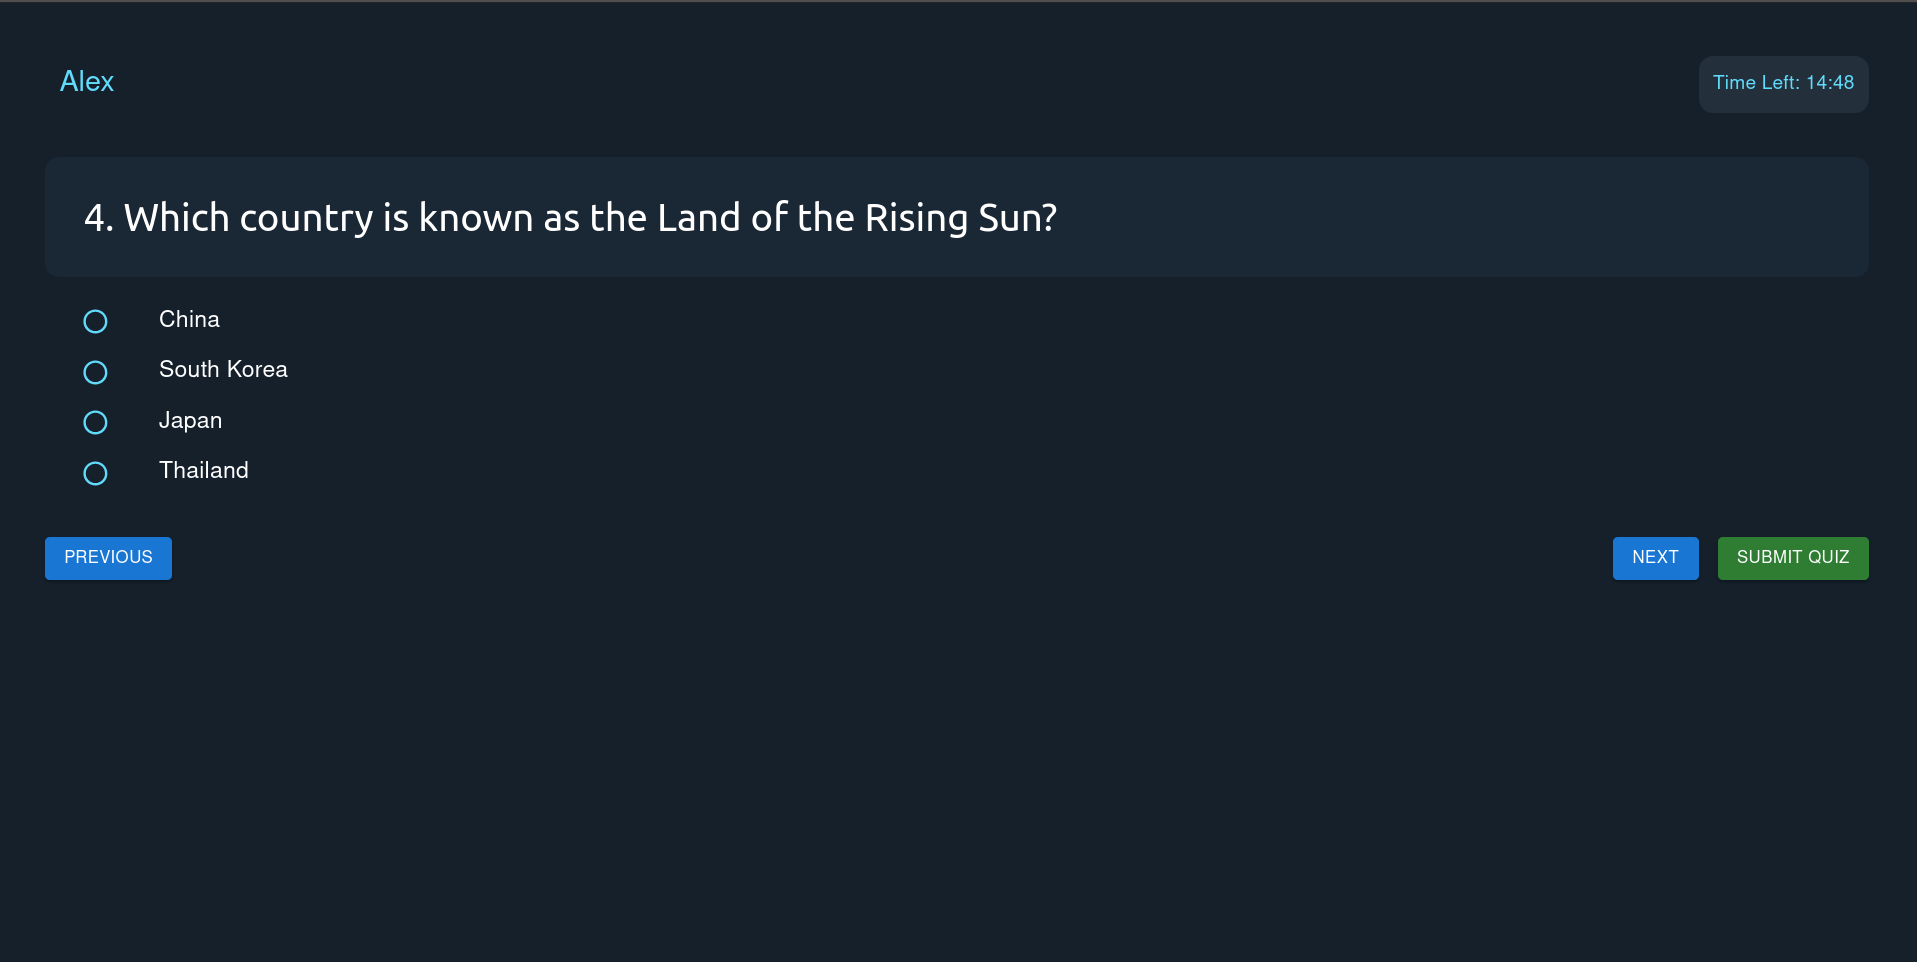 Alex
Time Left: 14:48
4. Which country is known as the Land of the Rising Sun?
China
South Korea
Japan
Thailand
PREVIOUS
NEXT
SUBMIT QUIZ